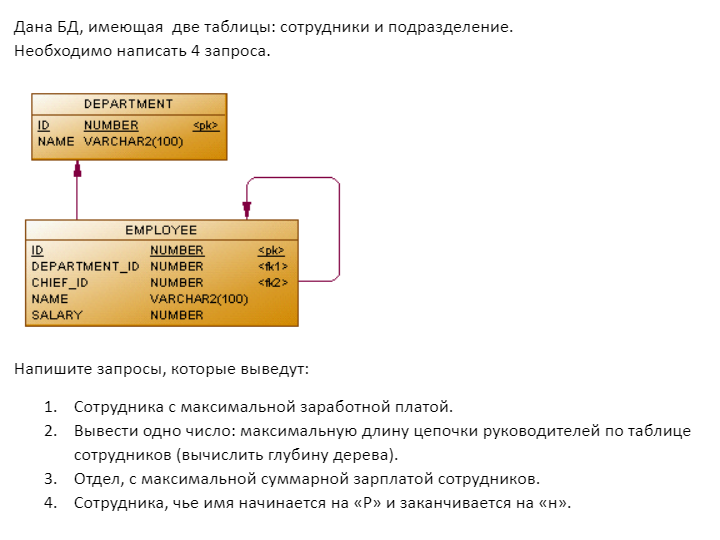 Дана БД, имеющая  две таблицы: сотрудники и подразделение.
Необходимо написать 4 запроса.
DEPARTMENT
ID NUMBER <pk>
NAME VARCHAR2(100)
EMPLOYEE
ID NUMBER <pk>
DEPARTMENT_ID NUMBER <fk1>
CHIEF_ID NUMBER <fk2>
NAME VARCHAR2(100)
SALARY NUMBER
Напишите запросы, которые выведут:
1. Сотрудника с максимальной заработной платой.
2. Вывести одно число: максимальную длину цепочки руководителей по таблице
сотрудников (вычислить глубину дерева).
3. Отдел, с максимальной суммарной зарплатой сотрудников.
4. Сотрудника, чье имя начинается на «Р» и заканчивается на «н».